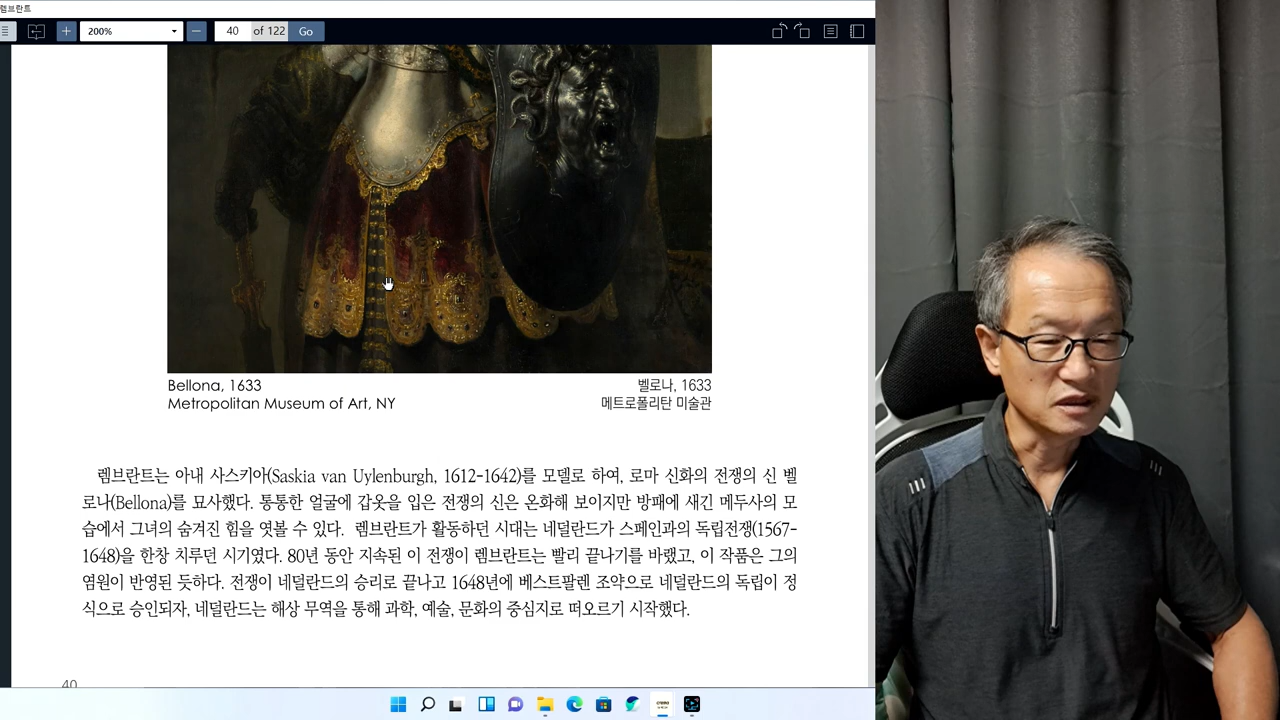 렘브란트
200%
40 of 122 Go
Bellona, 1633
Metropolitan Museum of Art, NY
벨로나, 1633
메트로폴리탄 미술관
렘브란트는 아내 사스키아(Saskia van Uylenburgh, 1612-1642)를 모델로 하여, 로마 신화의 전쟁의 신 벨
로나(Bellona)를 묘사했다. 통통한 얼굴에 갑옷을 입은 전쟁의 신은 온화해 보이지만 방패에 새긴 메두사의 모
습에서 그녀의 숨겨진 힘을 엿볼 수 있다. 렘브란트가 활동하던 시대는 네덜란드가 스페인과의 독립전쟁(1567-
1648)을 한창 치루던 시기였다. 80년 동안 지속된 이 전쟁이 렘브란트는 빨리 끝나기를 바랬고, 이 작품은 그의
염원이 반영된 듯하다. 전쟁이 네덜란드의 승리로 끝나고 1648년에 베스트팔렌 조약으로 네덜란드의 독립이 정
식으로 승인되자, 네덜란드는 해상 무역을 통해 과학, 예술, 문화의 중심지로 떠오르기 시작했다.
40